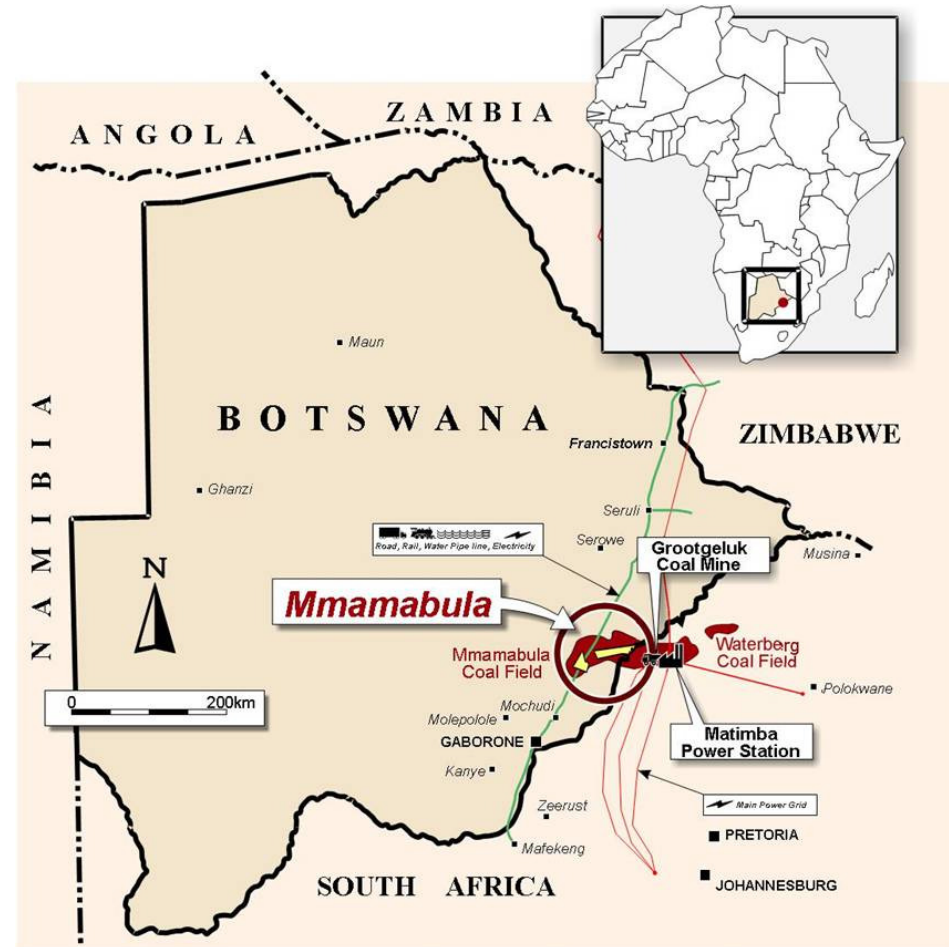 ZAMBIA
ANGOLA
Maun
BOTSWANA
NAMIBIA
ZIMBABWE
Francistown
Ghanzi
Seruli
Road, Rail, Water Pipe line, Electricity
Serowe
Grootgeluk
Coal Mine
Musina
N
Mmamabula
Mmamabula
Coal Field
Waterberg
Coal Field
0 200km
Polokwane
Mochudi
Molepolole
GABORONE
Matimba
Power Station
Kanye
Zeerust
Main Power Grid
PRETORIA
Mafekeng
SOUTH AFRICA
JOHANNESBURG